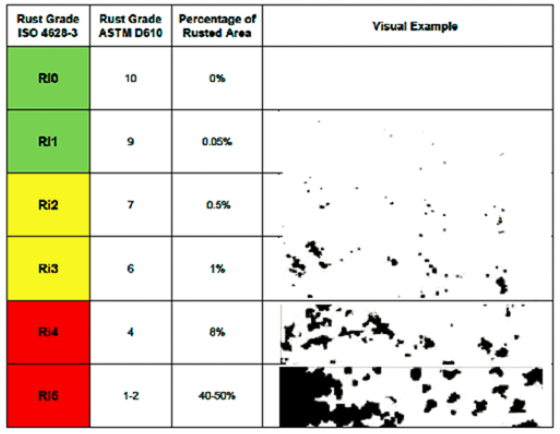 Rust Grade ISO 4628-3
Rust Grade ASTM D610
Percentage of Rusted Area
Visual Example
RI0 10 0%
RI1 9 0.05%
Ri2 7 0.5%
Ri3 6 1%
Ri4 4 8%
Ri5 1-2 40-50%